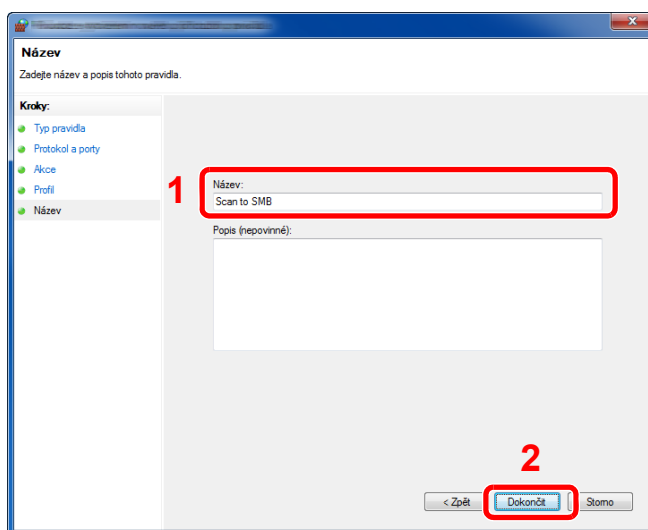 Název
Zadejte název a popis tohoto pravidla.
Kroky:
Typ pravidla
Protokol a porty
Akce
Profil
Název
1
Název:
Scan to SMB
Popis (nepovinné):
2
< Zpět
Dokončit
Storno